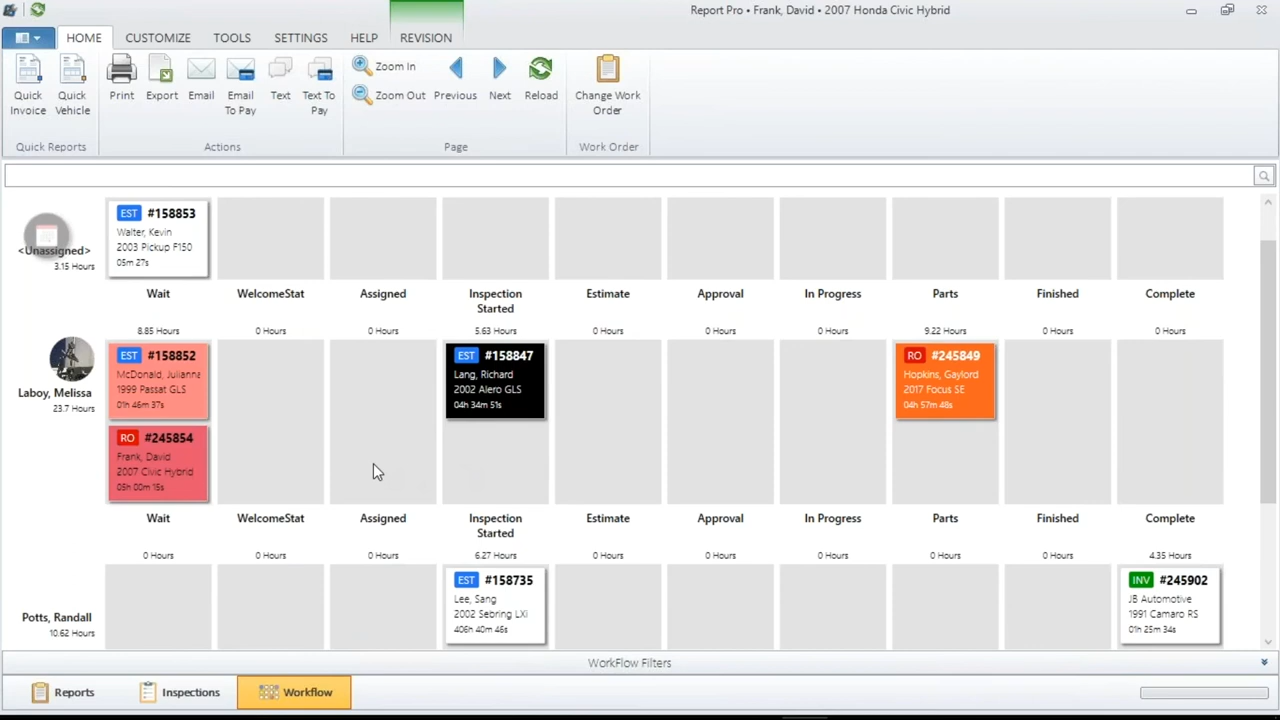 Report Pro • Frank, David • 2007 Honda Civic Hybrid
HOME CUSTOMIZE TOOLS SETTINGS HELP REVISION
Quick Invoice
Quick Vehicle
Print
Export
Email
Email To Pay
Text
Text To Pay
Zoom In
Zoom Out
Previous
Next
Reload
Change Work Order
Quick Reports
Actions
Page
Work Order
<Unassigned>
3.15 Hours
EST #158853
Walter, Kevin
2003 Pickup F150
05m 27s
Wait WelcomeStat Assigned Inspection Started Estimate Approval In Progress Parts Finished Complete
8.85 Hours 0 Hours 0 Hours 5.63 Hours 0 Hours 0 Hours 0 Hours 9.22 Hours 0 Hours 0 Hours
Laboy, Melissa
23.7 Hours
EST #158852
McDonald, Julianna
1999 Passat GLS
01h 46m 37s
EST #158847
Lang, Richard
2002 Alero GLS
04h 34m 51s
RO #245849
Hopkins, Gaylord
2017 Focus SE
04h 57m 48s
RO #245854
Frank, David
2007 Civic Hybrid
05h 00m 15s
Wait WelcomeStat Assigned Inspection Started Estimate Approval In Progress Parts Finished Complete
0 Hours 0 Hours 0 Hours 6.27 Hours 0 Hours 0 Hours 0 Hours 0 Hours 0 Hours 4.35 Hours
Potts, Randall
10.62 Hours
EST #158735
Lee, Sang
2002 Sebring LXi
406h 40m 46s
INV #245902
JB Automotive
1991 Camaro RS
01h 25m 34s
WorkFlow Filters
Reports
Inspections
Workflow